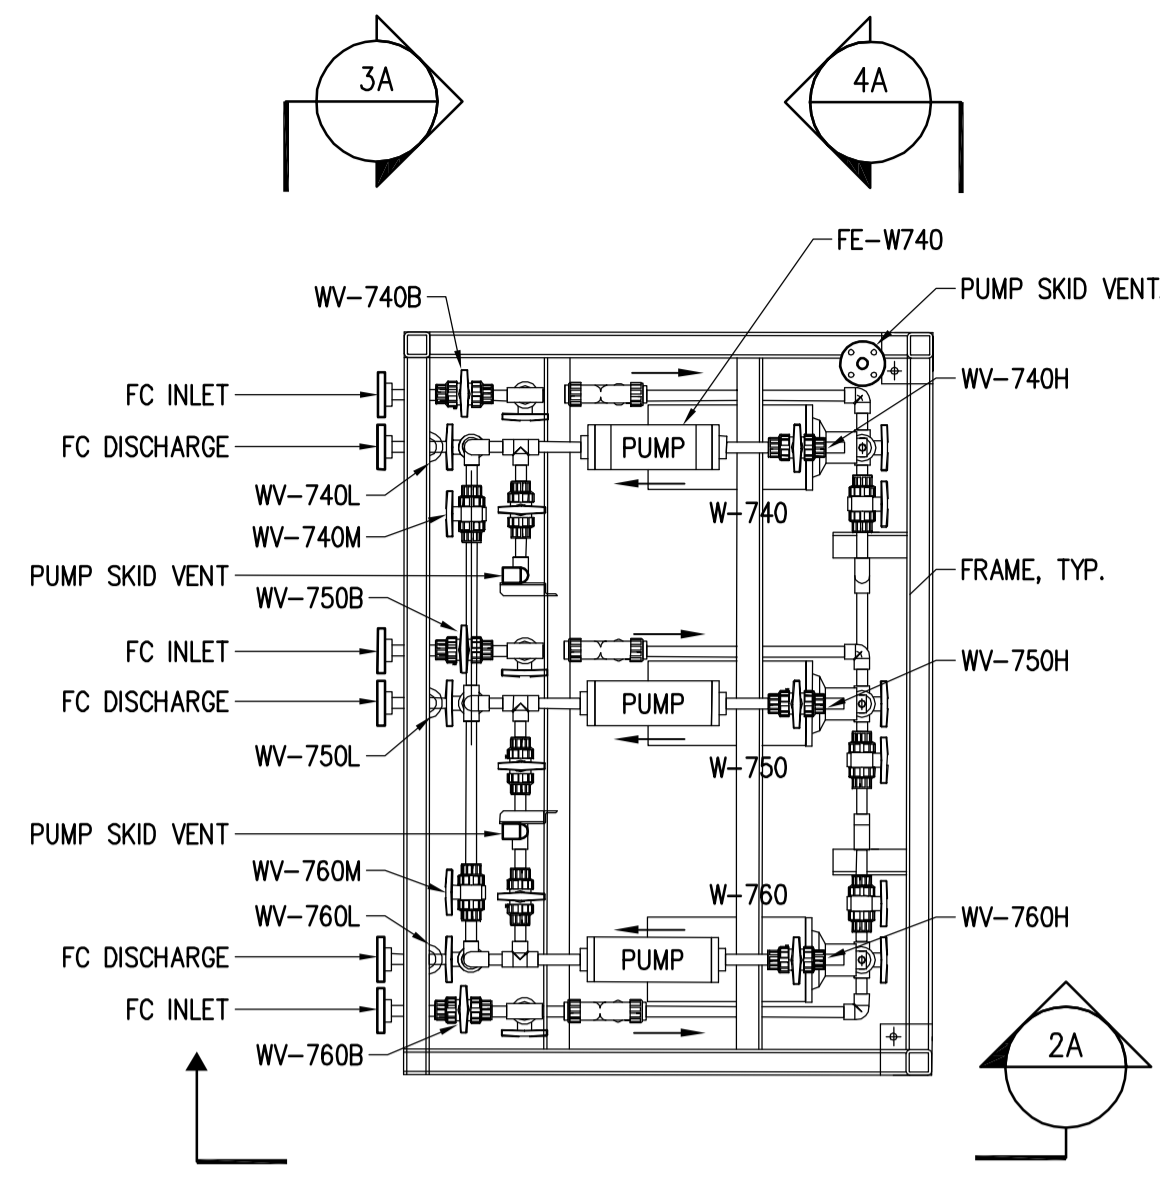 3A
4A
FE-W740
PUMP SKID VENT
WV-740B
WV-740H
FC INLET
FC DISCHARGE
PUMP
WV-740L
W-740
WV-740M
PUMP SKID VENT
FRAME, TYP.
WV-750B
FC INLET
WV-750H
FC DISCHARGE
PUMP
WV-750L
W-750
PUMP SKID VENT
WV-760M
W-760
WV-760L
WV-760H
FC DISCHARGE
PUMP
FC INLET
WV-760B
2A